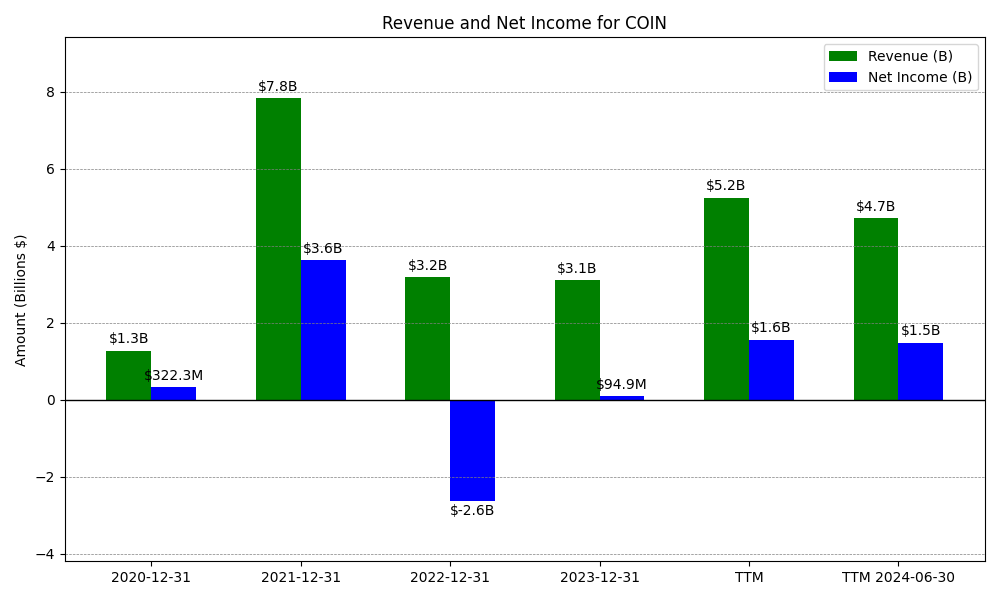 Revenue and Net Income for COIN
Revenue (B)
Net Income (B)
Amount (Billions $)
8
6
4
2
0
−2
−4
$1.3B
$322.3M
$7.8B
$3.6B
$3.2B
$-2.6B
$3.1B
$94.9M
$5.2B
$1.6B
$4.7B
$1.5B
2020-12-31
2021-12-31
2022-12-31
2023-12-31
TTM
TTM 2024-06-30